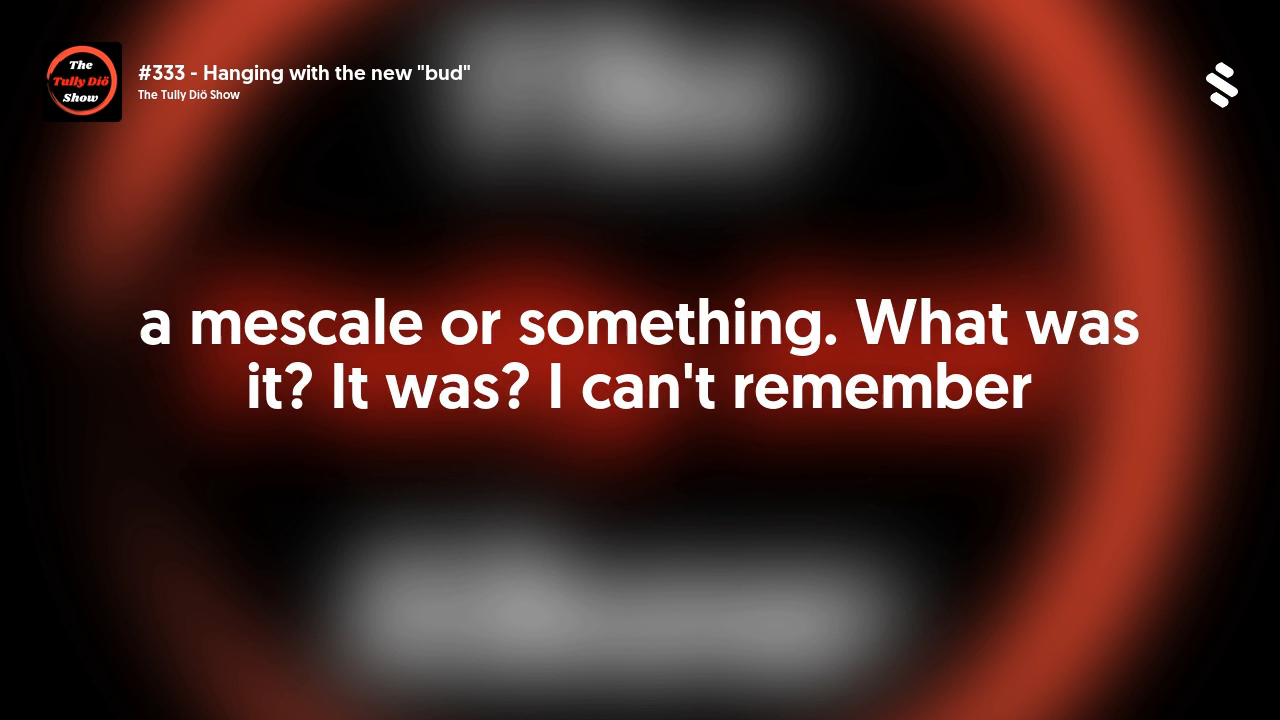 The
Tully Diö
Show
#333 - Hanging with the new "bud"
The Tully Diö Show
a mescale or something. What was
it? It was? I can't remember